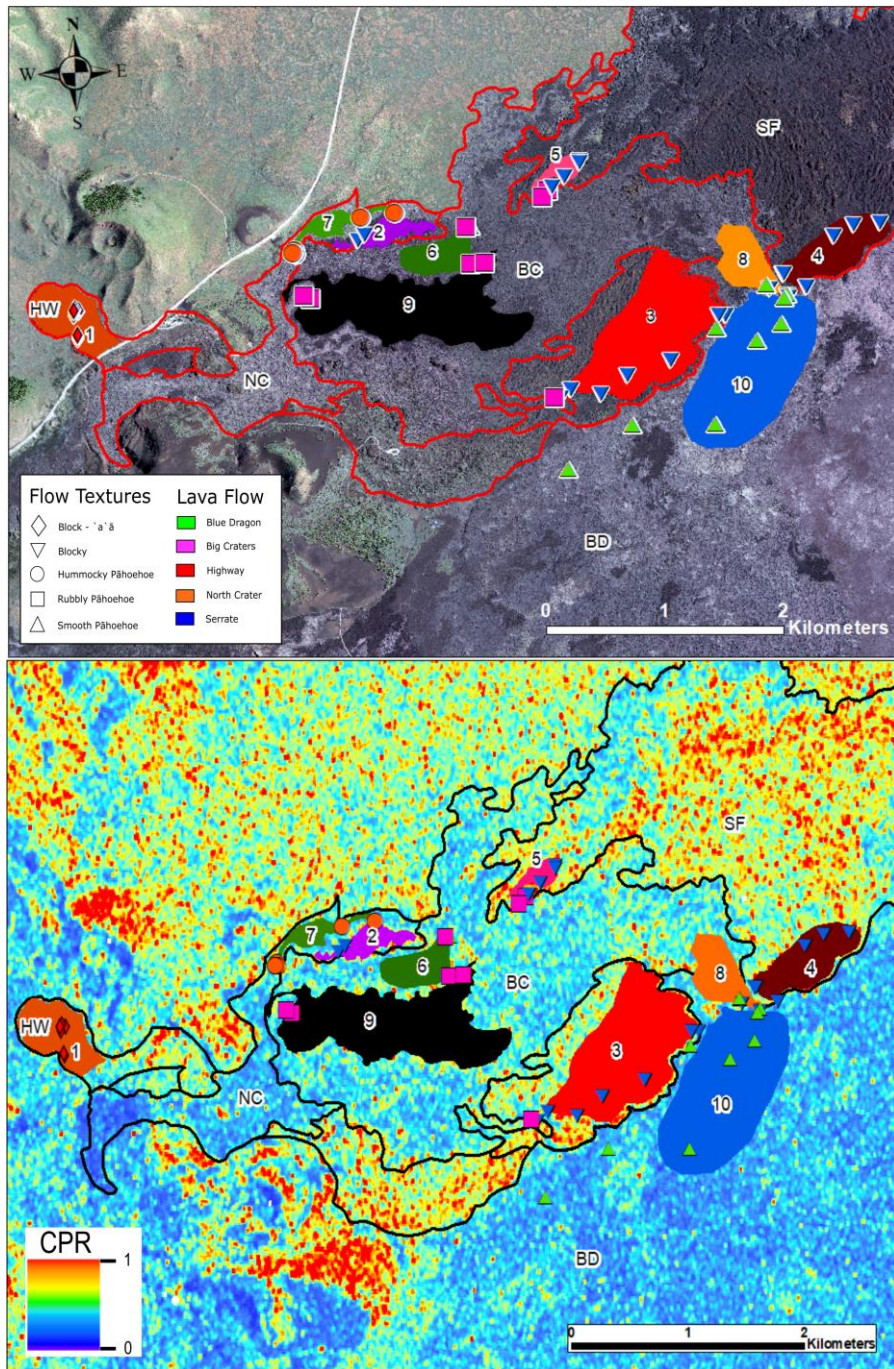 N
W
E
S
SF
5
7
2
8
4
6
BC
HW
9
3
1
10
NC
Flow Textures
Block - `a`ā
Blocky
Hummocky Pāhoehoe
Rubbly Pāhoehoe
Smooth Pāhoehoe
Lava Flow
Blue Dragon
Big Craters
Highway
North Crater
Serrate
BD
0 1 2
Kilometers
SF
5
7
2
4
6
8
BC
9
HW
1
3
NC
10
CPR
1
0
BD
0 1 2
Kilometers